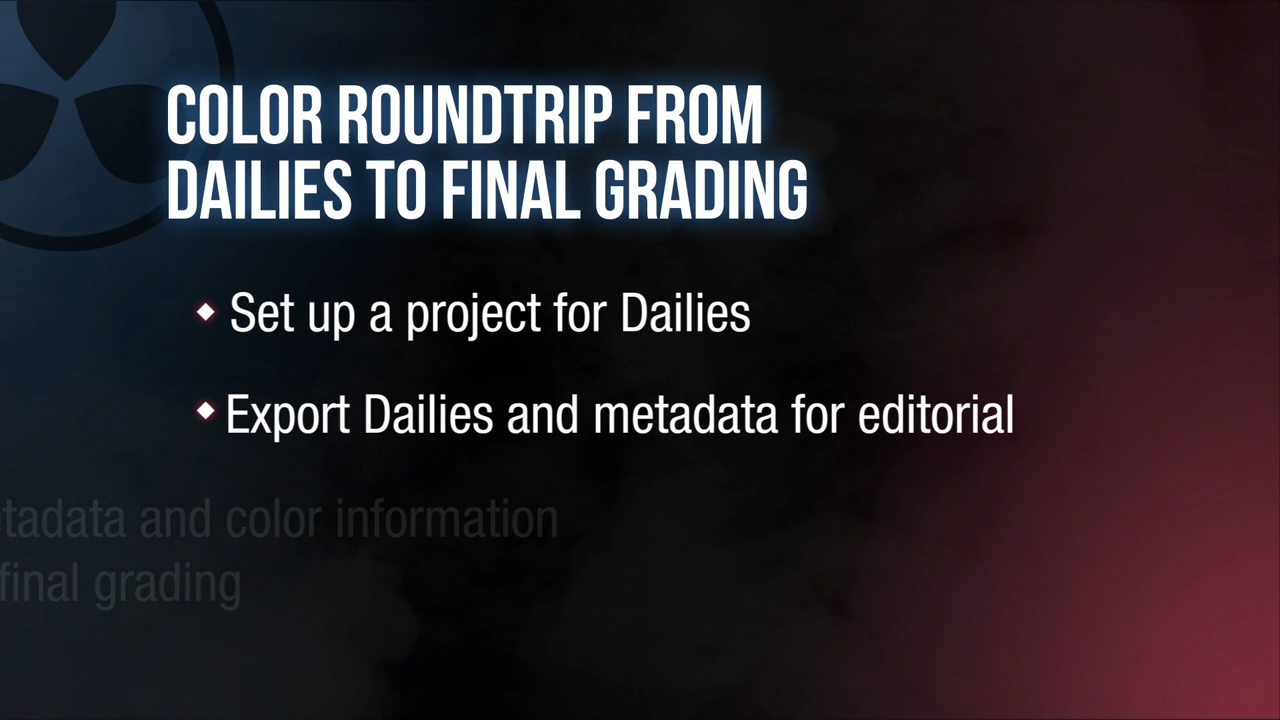 COLOR ROUNDTRIP FROM
DAILIES TO FINAL GRADING
Set up a project for Dailies
Export Dailies and metadata for editorial
and color information
final grading